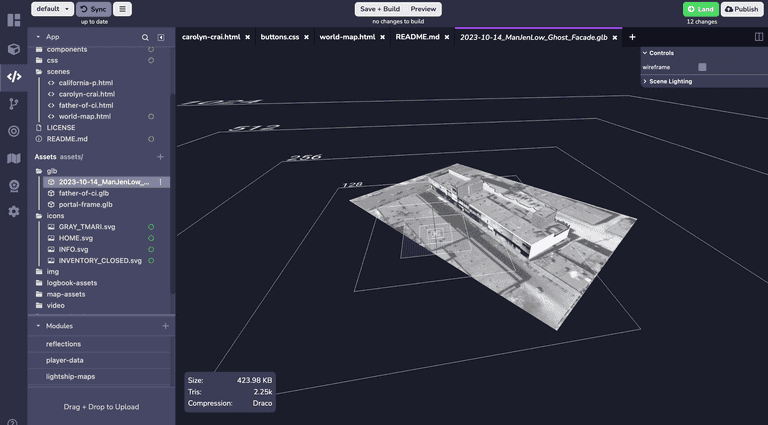 default
Sync
up to date
Save + Build
Preview
no changes to build
Land
Publish
12 changes
App
carolyn-crai.html
buttons.css
world-map.html
README.md
2023-10-14_ManJenLow_Ghost_Facade.glb
components
css
scenes
california-p.html
carolyn-crai.html
father-of-ci.html
world-map.html
LICENSE
README.md
Assets assets/
glb
2023-10-14_ManJenLow_...
father-of-ci.glb
portal-frame.glb
icons
GRAY_TMARI.svg
HOME.svg
INFO.svg
INVENTORY_CLOSED.svg
img
logbook-assets
map-assets
video
Modules
reflections
player-data
lightship-maps
Drag + Drop to Upload
Controls
wireframe
Scene Lighting
1024
512
256
128
Size: 423.98 KB
Tris: 2.25k
Compression: Draco